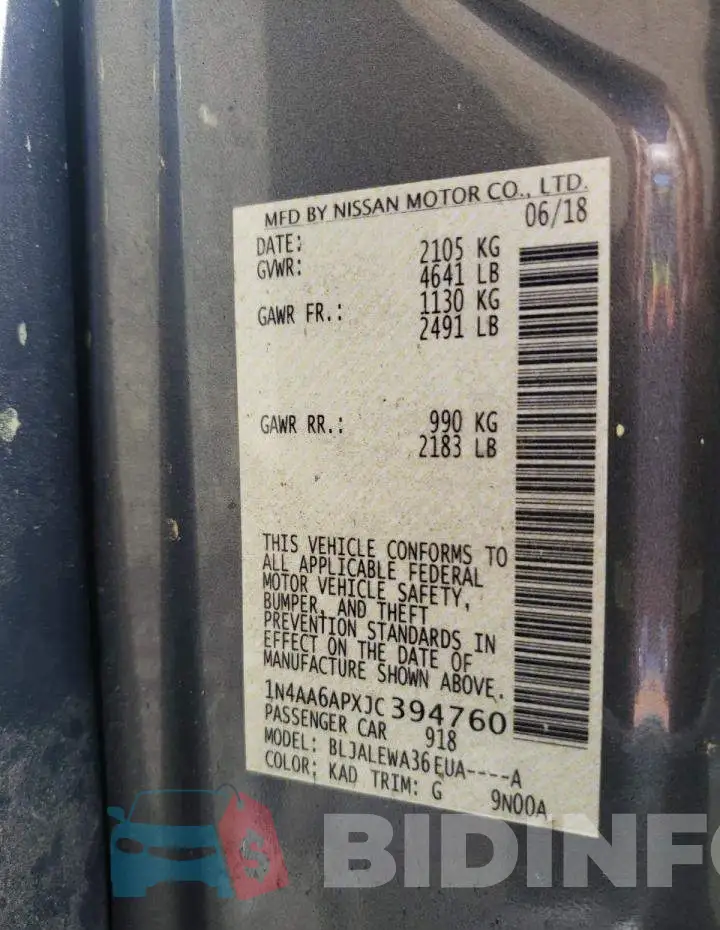 MFD BY NISSAN MOTOR CO., LTD.
DATE: 06/18
GVWR: 2105 KG
4641 LB
GAWR FR.: 1130 KG
2491 LB
GAWR RR.: 990 KG
2183 LB
THIS VEHICLE CONFORMS TO
ALL APPLICABLE FEDERAL
MOTOR VEHICLE SAFETY,
BUMPER, AND THEFT
PREVENTION STANDARDS IN
EFFECT ON THE DATE OF
MANUFACTURE SHOWN ABOVE.
1N4AA6APXJC394760
PASSENGER CAR 918
MODEL: BLJALEWA36EUA----A
COLOR: KAD TRIM: G 9N00A
$ BIDINFO